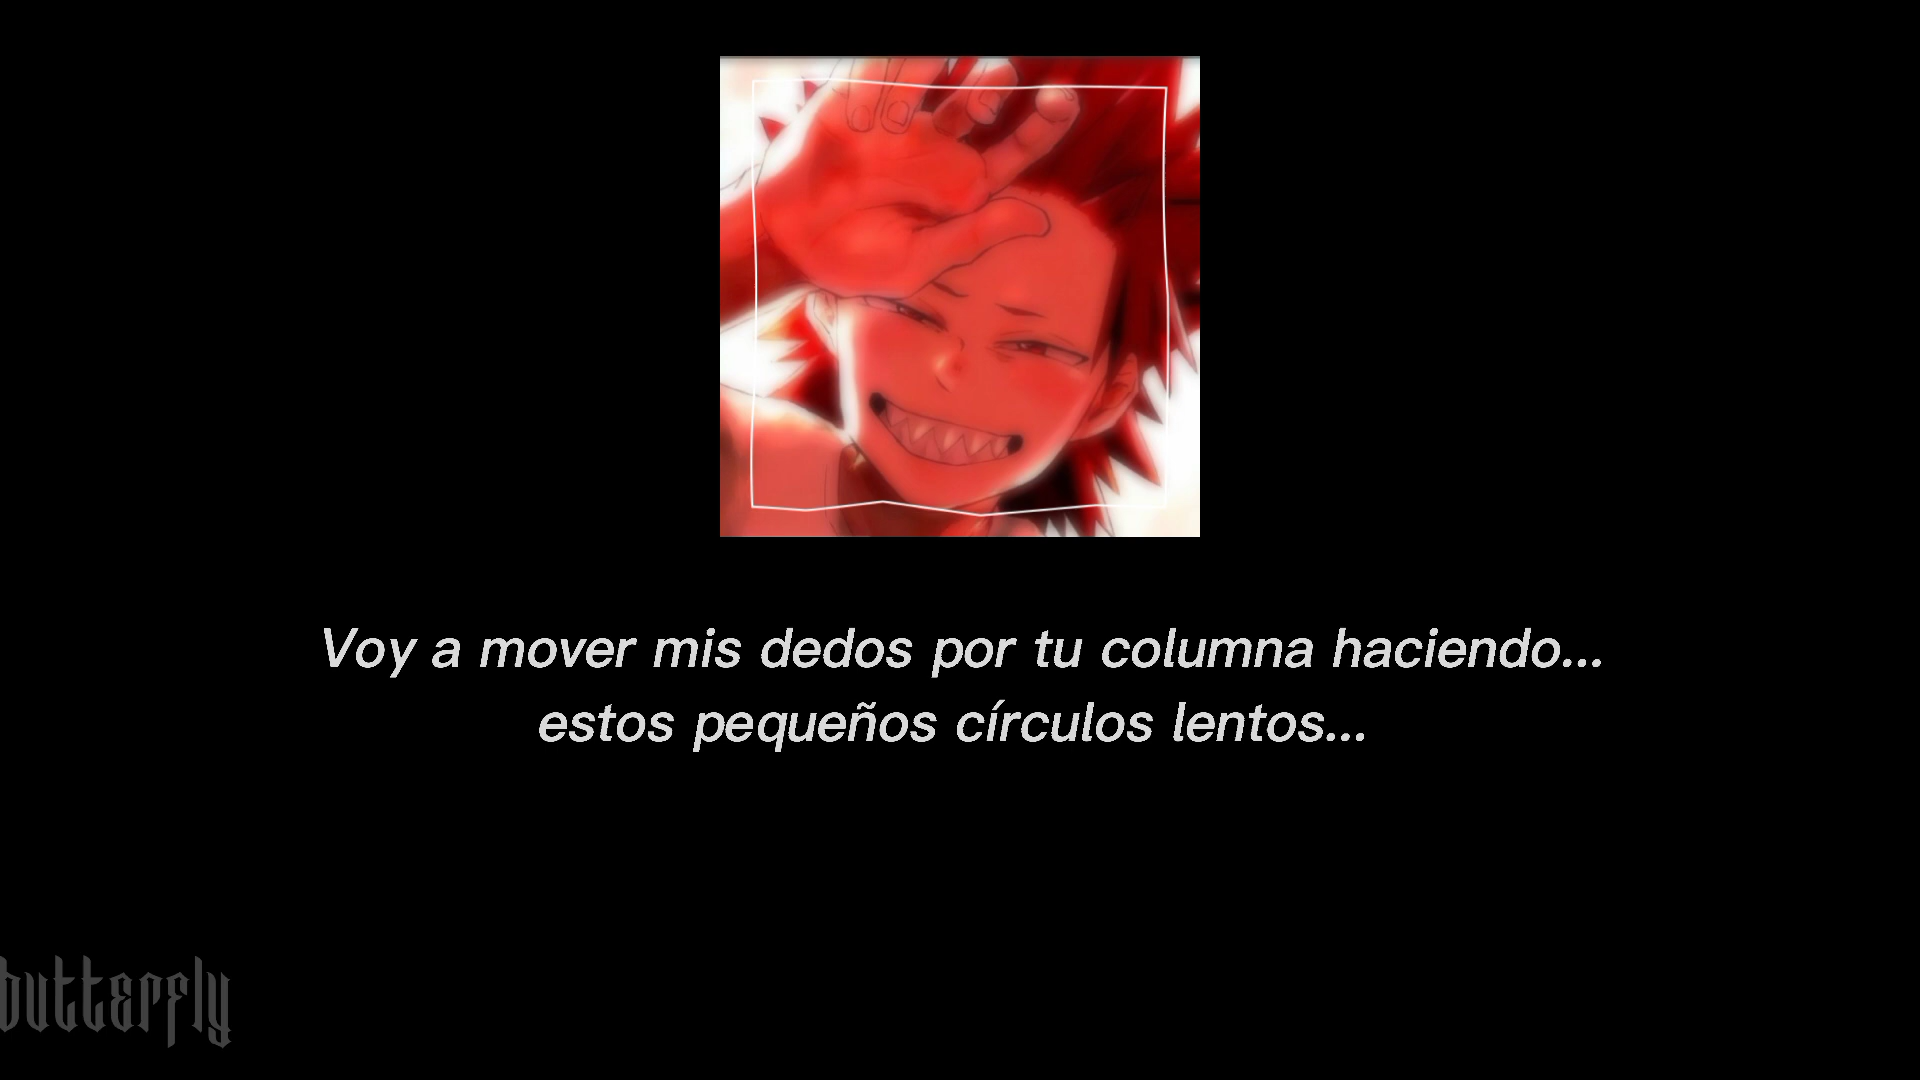 Voy a mover mis dedos por tu columna haciendo...
estos pequeños círculos lentos...
butterfly